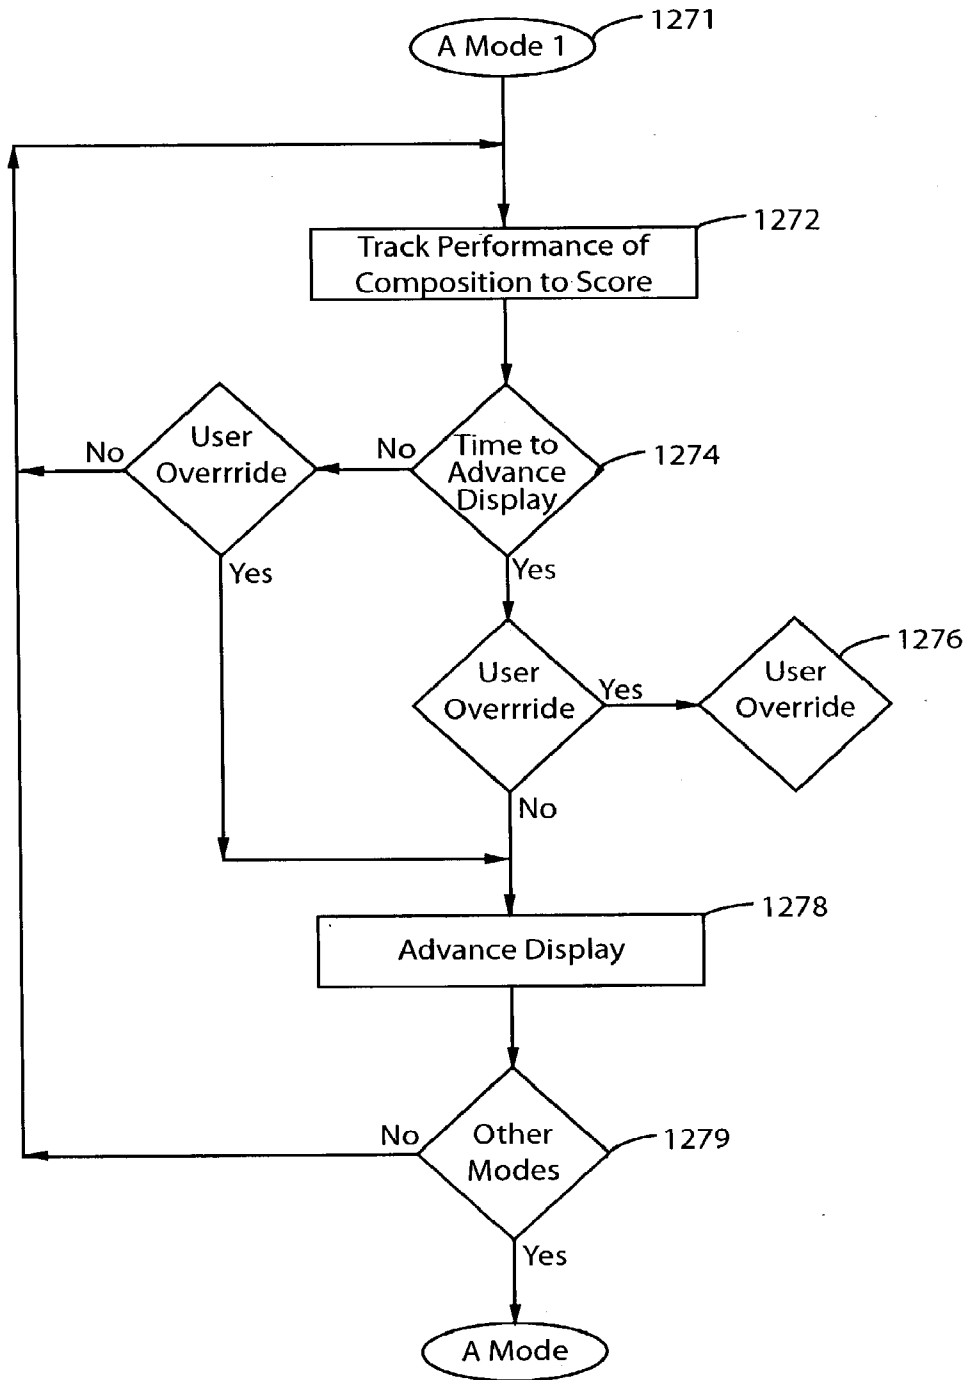 A Mode 1
1271
1272
Track Performance of
Composition to Score
No
User
Overrride
No
Time to
Advance
Display
1274
Yes
Yes
User
Overrride
Yes
User
Override
1276
No
1278
Advance Display
No
Other
Modes
1279
Yes
A Mode